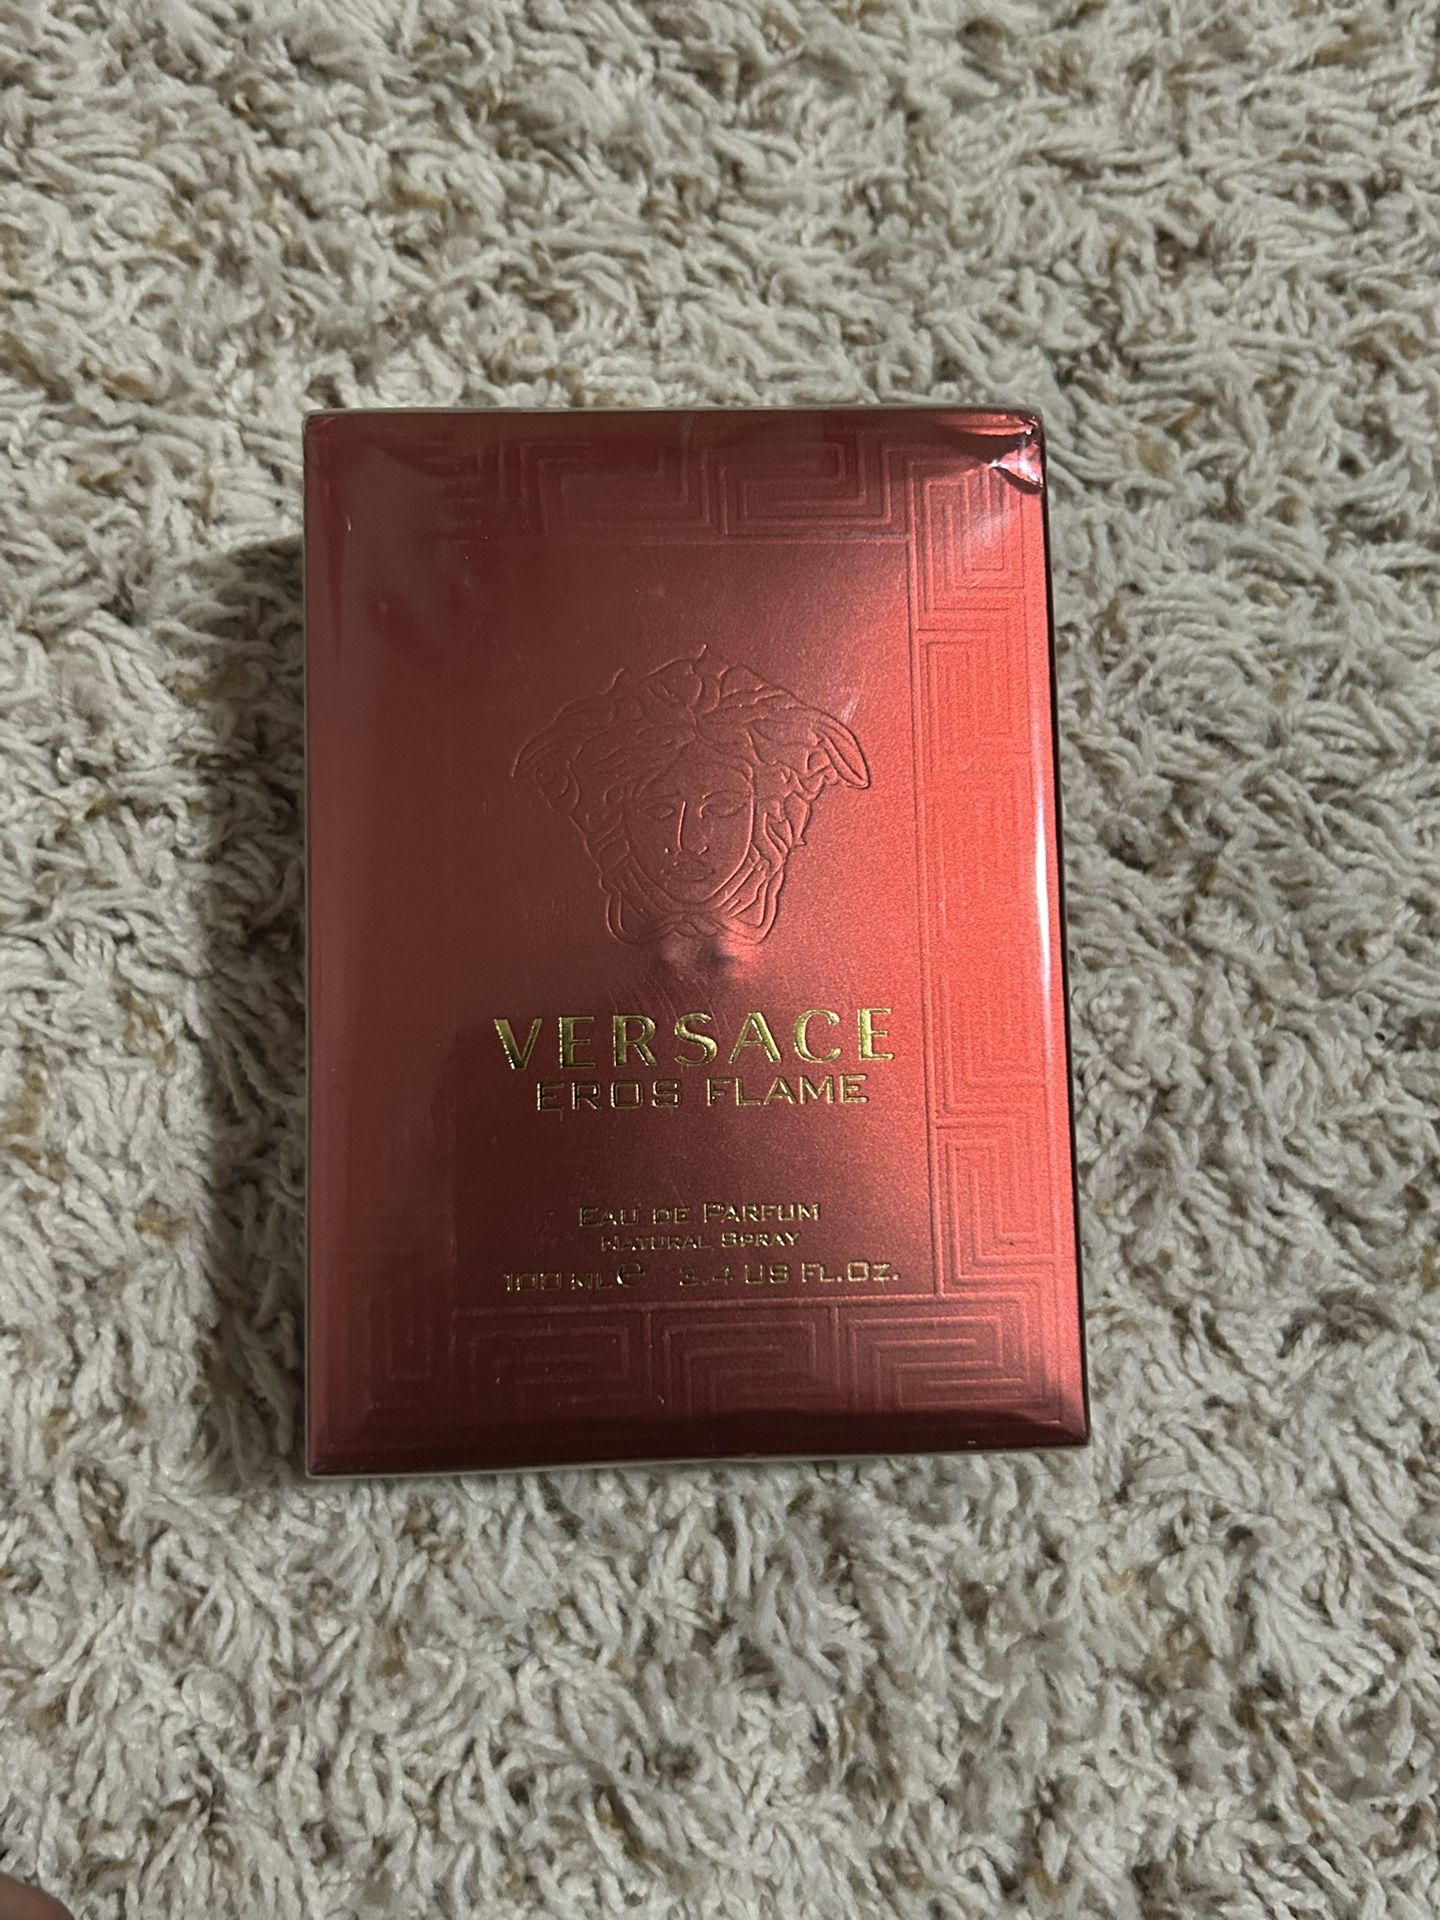 VERSACE
EROS FLAME
EAU DE PARFUM
NATURAL SPRAY
100 ML℮ 3.4 US FL.OZ.